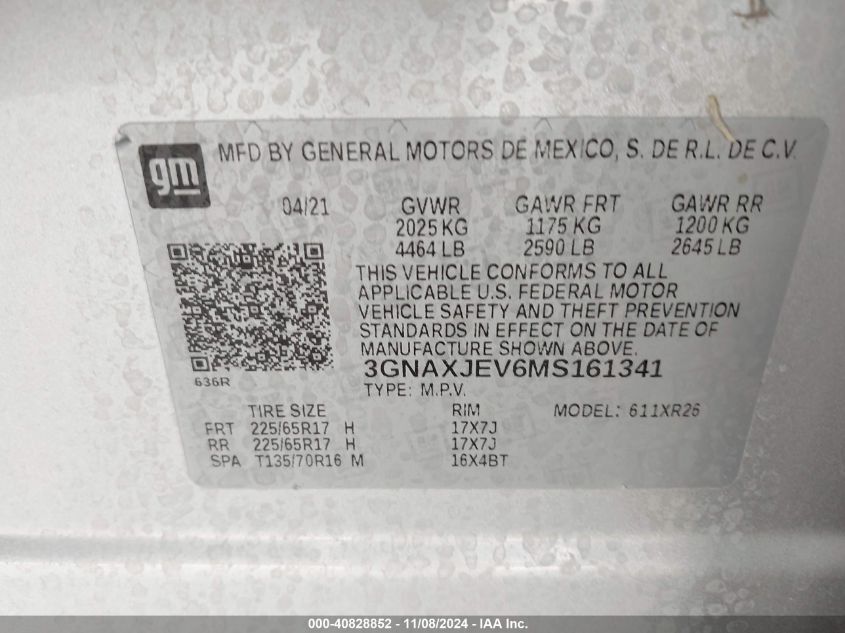 gm MFD BY GENERAL MOTORS DE MEXICO, S. DE R.L. DE C.V.
04/21 GVWR GAWR FRT GAWR RR
2025 KG 1175 KG 1200 KG
4464 LB 2590 LB 2645 LB
THIS VEHICLE CONFORMS TO ALL
APPLICABLE U.S. FEDERAL MOTOR
VEHICLE SAFETY AND THEFT PREVENTION
STANDARDS IN EFFECT ON THE DATE OF
MANUFACTURE SHOWN ABOVE.
3GNAXJEV6MS161341
636R
TYPE: M.P.V.
TIRE SIZE RIM MODEL: 611XR26
FRT 225/65R17 H 17X7J
RR 225/65R17 H 17X7J
SPA T135/70R16 M 16X4BT
000-40828852 - 11/08/2024 - IAA Inc.